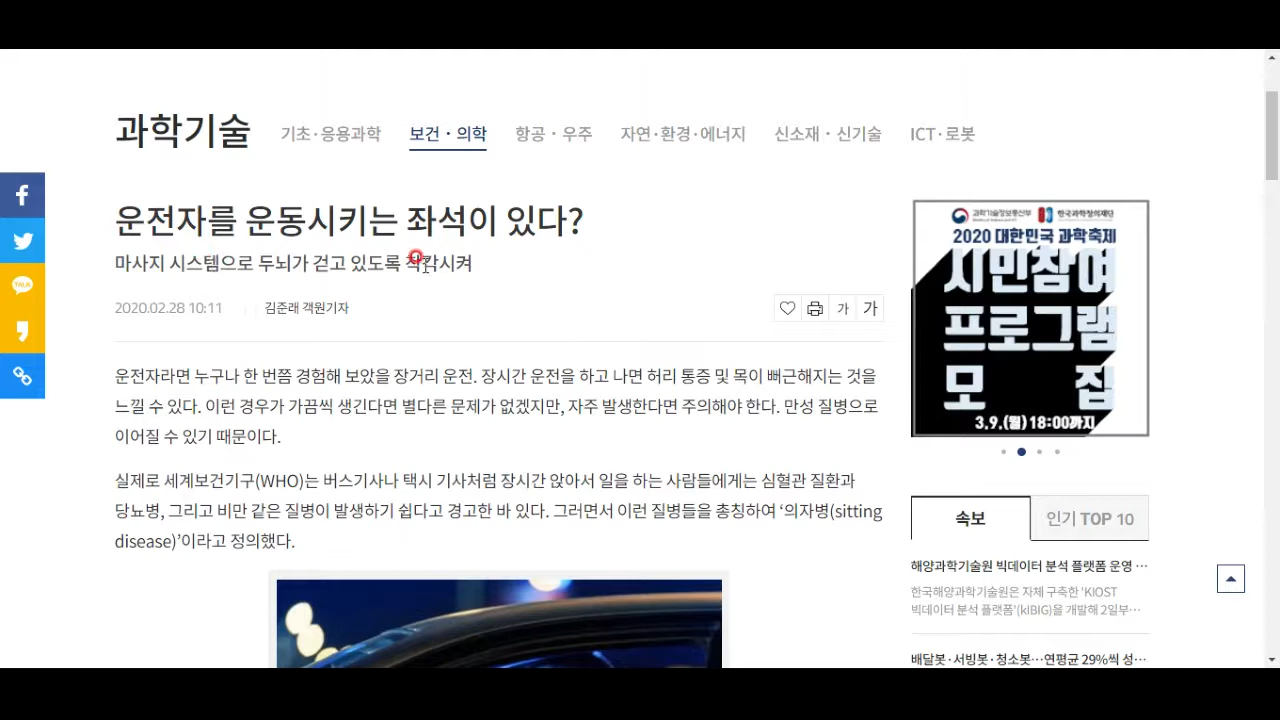 과학기술
기초·응용과학
보건·의학
항공·우주
자연·환경·에너지
신소재·신기술
ICT·로봇
운전자를 운동시키는 좌석이 있다?
마사지 시스템으로 두뇌가 걷고 있도록 착각시켜
2020.02.28 10:11
김준래 객원기자
가
가
운전자라면 누구나 한 번쯤 경험해 보았을 장거리 운전. 장시간 운전을 하고 나면 허리 통증 및 목이 뻐근해지는 것을
느낄 수 있다. 이런 경우가 가끔씩 생긴다면 별다른 문제가 없겠지만, 자주 발생한다면 주의해야 한다. 만성 질병으로
이어질 수 있기 때문이다.
실제로 세계보건기구(WHO)는 버스기사나 택시 기사처럼 장시간 앉아서 일을 하는 사람들에게는 심혈관 질환과
당뇨병, 그리고 비만 같은 질병이 발생하기 쉽다고 경고한 바 있다. 그러면서 이런 질병들을 총칭하여 ‘의자병(sitting
disease)’이라고 정의했다.
TALK
과학기술정보통신부
한국과학창의재단
2020 대한민국 과학축제
시민참여
프로그램
모집
3.9.(월) 18:00까지
속보
인기 TOP 10
해양과학기술원 빅데이터 분석 플랫폼 운영 …
한국해양과학기술원은 자체 구축한 'KIOST
빅데이터 분석 플랫폼'(kIBIG)을 개발해 2일부…
배달봇·서빙봇·청소봇…연평균 29%씩 성…